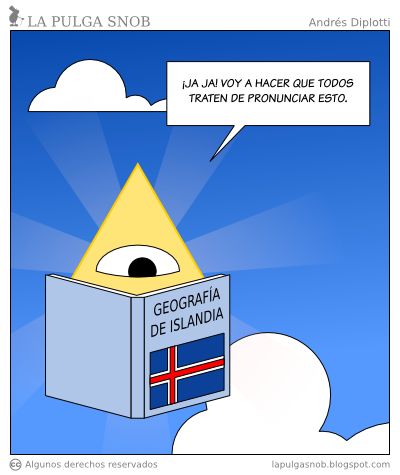 LA PULGA SNOB
Andrés Diplotti
¡JA JA! VOY A HACER QUE TODOS
TRATEN DE PRONUNCIAR ESTO.
GEOGRAFÍA
DE ISLANDIA
cc Algunos derechos reservados
lapulgasnob.blogspot.com